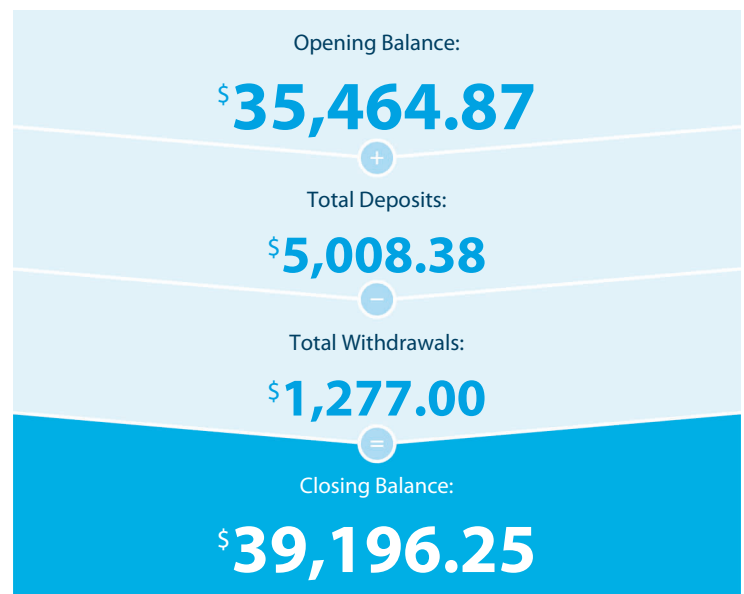 Opening Balance:
$35,464.87
+
Total Deposits:
$5,008.38
−
Total Withdrawals:
$1,277.00
=
Closing Balance:
$39,196.25